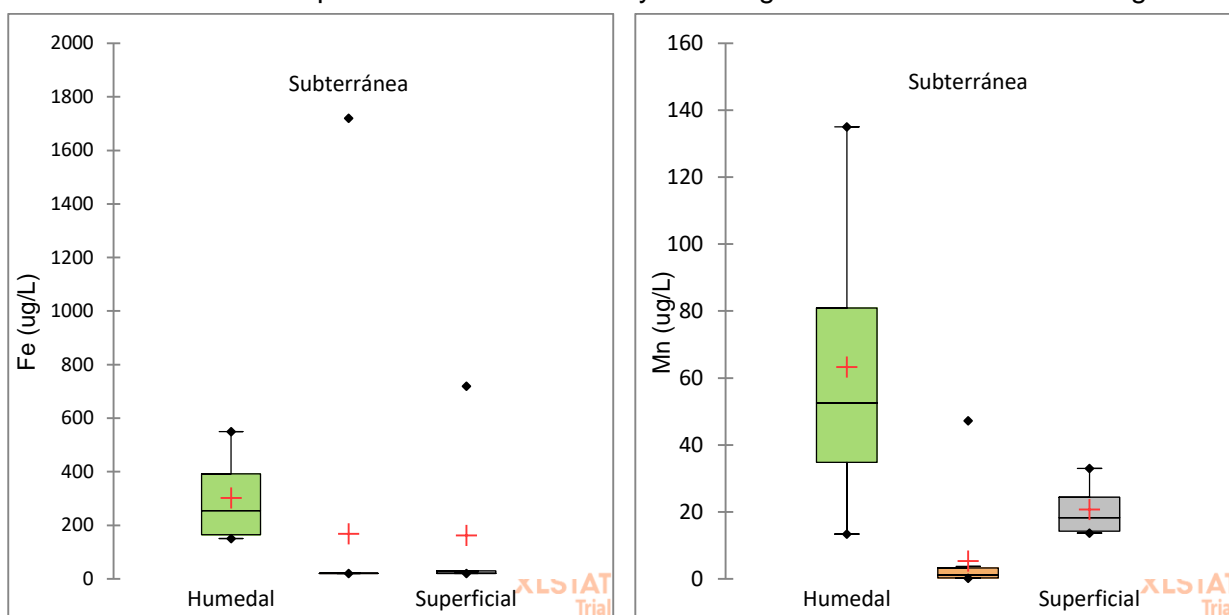 2000
1800
1600
1400
1200
1000
800
600
400
200
0
Fe (ug/L)
Subterránea
Humedal
Superficial
XLSTAT
Trial
160
140
120
100
80
60
40
20
0
Mn (ug/L)
Subterránea
Humedal
Superficial
XLSTAT
Trial